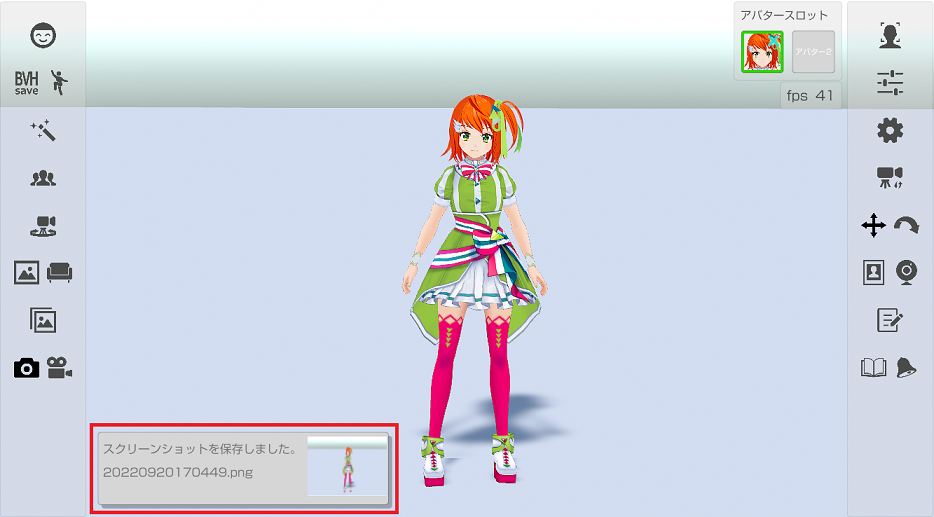 BVH
save
アバタースロット
アバター2
fps 41
スクリーンショットを保存しました。
20220920170449.png